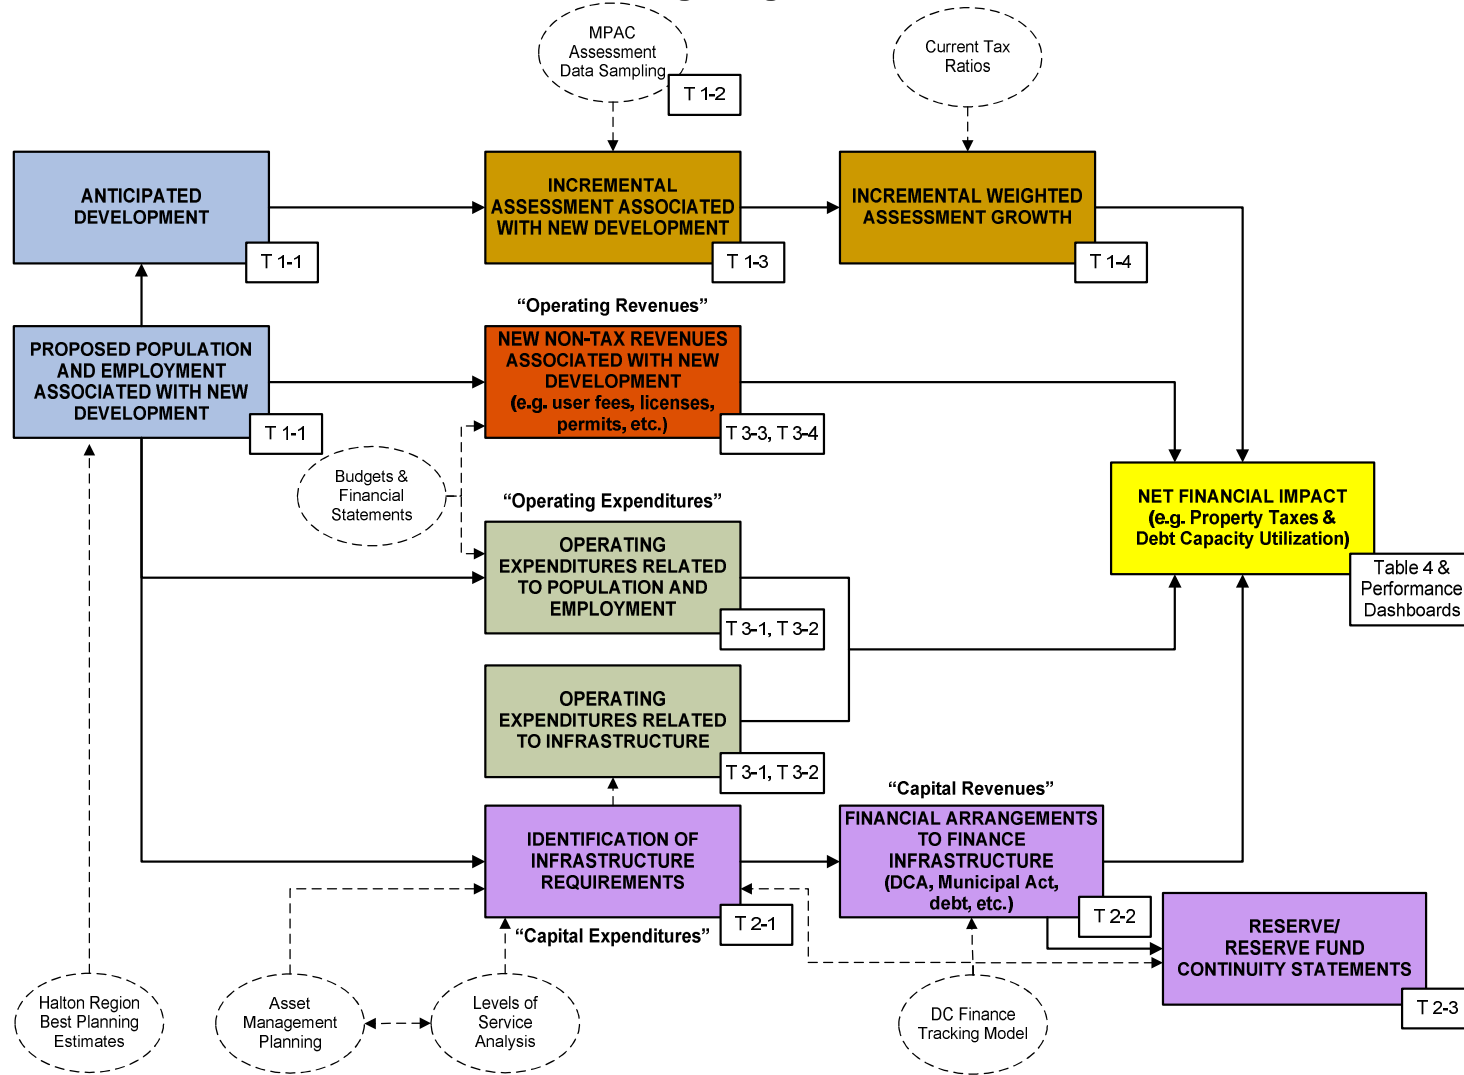 MPAC
Assessment
Data Sampling
T 1-2
Current Tax
Ratios
ANTICIPATED
DEVELOPMENT
T 1-1
INCREMENTAL
ASSESSMENT ASSOCIATED
WITH NEW DEVELOPMENT
T 1-3
INCREMENTAL WEIGHTED
ASSESSMENT GROWTH
T 1-4
“Operating Revenues”
PROPOSED POPULATION
AND EMPLOYMENT
ASSOCIATED WITH NEW
DEVELOPMENT
T 1-1
NEW NON-TAX REVENUES
ASSOCIATED WITH NEW
DEVELOPMENT
(e.g. user fees, licenses,
permits, etc.)
T 3-3, T 3-4
Budgets &
Financial
Statements
“Operating Expenditures”
NET FINANCIAL IMPACT
(e.g. Property Taxes &
Debt Capacity Utilization)
Table 4 &
Performance
Dashboards
OPERATING
EXPENDITURES RELATED
TO POPULATION AND
EMPLOYMENT
T 3-1, T 3-2
OPERATING
EXPENDITURES RELATED
TO INFRASTRUCTURE
T 3-1, T 3-2
“Capital Revenues”
IDENTIFICATION OF
INFRASTRUCTURE
REQUIREMENTS
T 2-1
“Capital Expenditures”
FINANCIAL ARRANGEMENTS
TO FINANCE
INFRASTRUCTURE
(DCA, Municipal Act,
debt, etc.)
T 2-2
RESERVE/
RESERVE FUND
CONTINUITY STATEMENTS
T 2-3
Halton Region
Best Planning
Estimates
Asset
Management
Planning
Levels of
Service
Analysis
DC Finance
Tracking Model